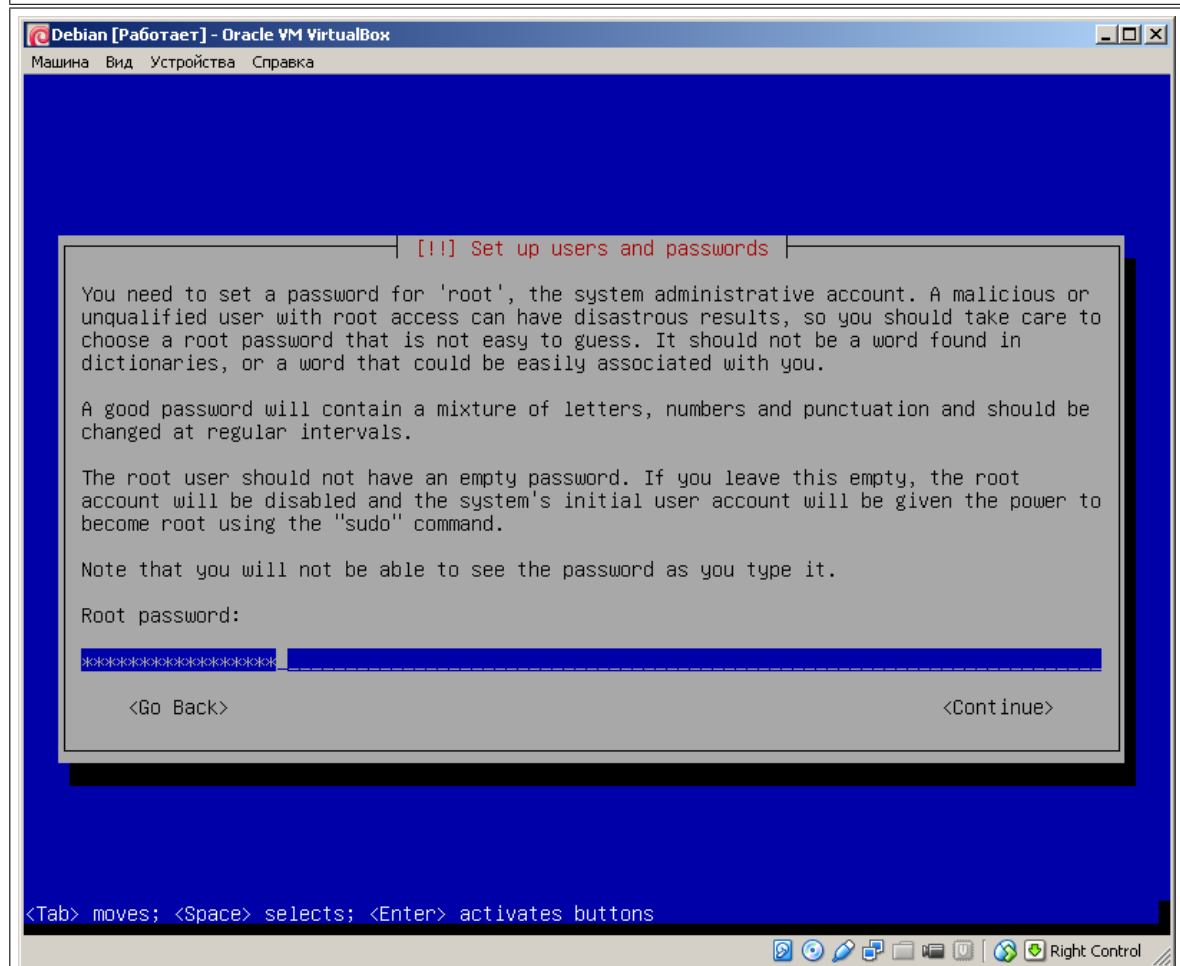 Debian [Работает] - Oracle VM VirtualBox
Машина Вид Устройства Справка
[!!] Set up users and passwords
You need to set a password for 'root', the system administrative account. A malicious or
unqualified user with root access can have disastrous results, so you should take care to
choose a root password that is not easy to guess. It should not be a word found in
dictionaries, or a word that could be easily associated with you.
A good password will contain a mixture of letters, numbers and punctuation and should be
changed at regular intervals.
The root user should not have an empty password. If you leave this empty, the root
account will be disabled and the system's initial user account will be given the power to
become root using the "sudo" command.
Note that you will not be able to see the password as you type it.
Root password:
*****************
<Go Back> <Continue>
<Tab> moves; <Space> selects; <Enter> activates buttons
Right Control